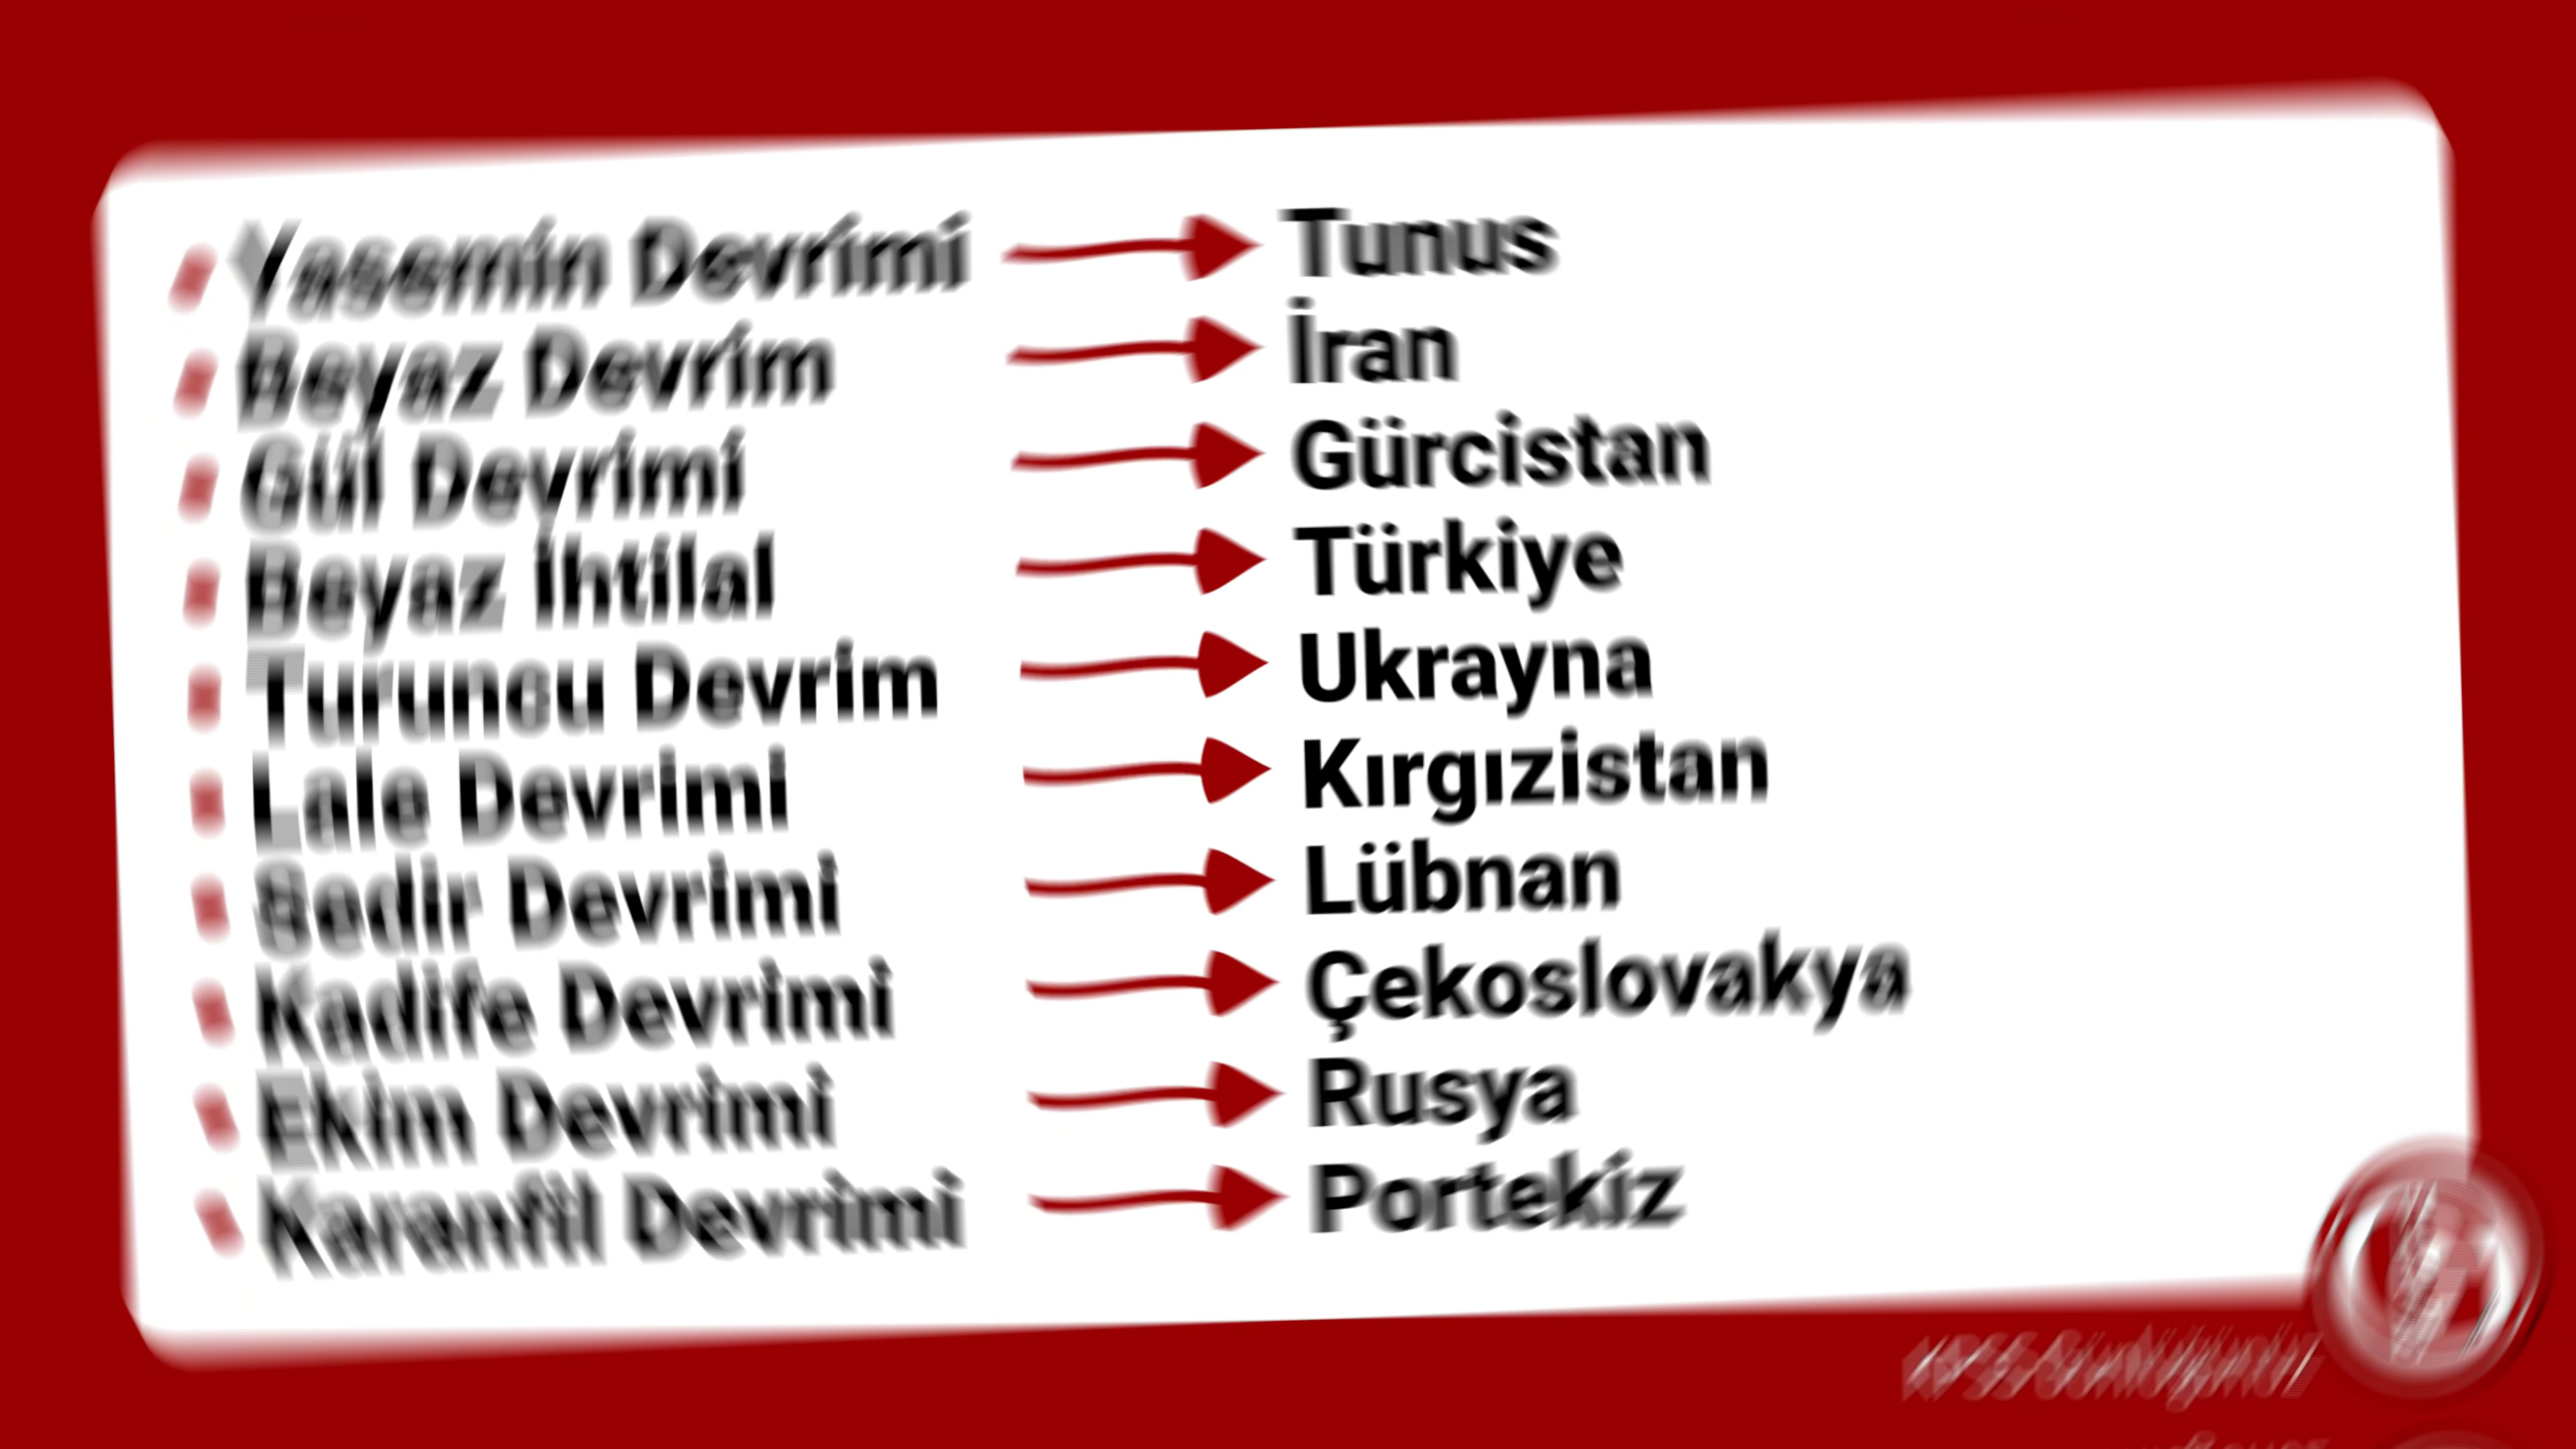 Yasemin Devrimi → Tunus
Beyaz Devrim → İran
Gül Devrimi → Gürcistan
Beyaz İhtilal → Türkiye
Turuncu Devrim → Ukrayna
Lale Devrimi → Kırgızistan
Sedir Devrimi → Lübnan
Kadife Devrimi → Çekoslovakya
Ekim Devrimi → Rusya
Karanfil Devrimi → Portekiz